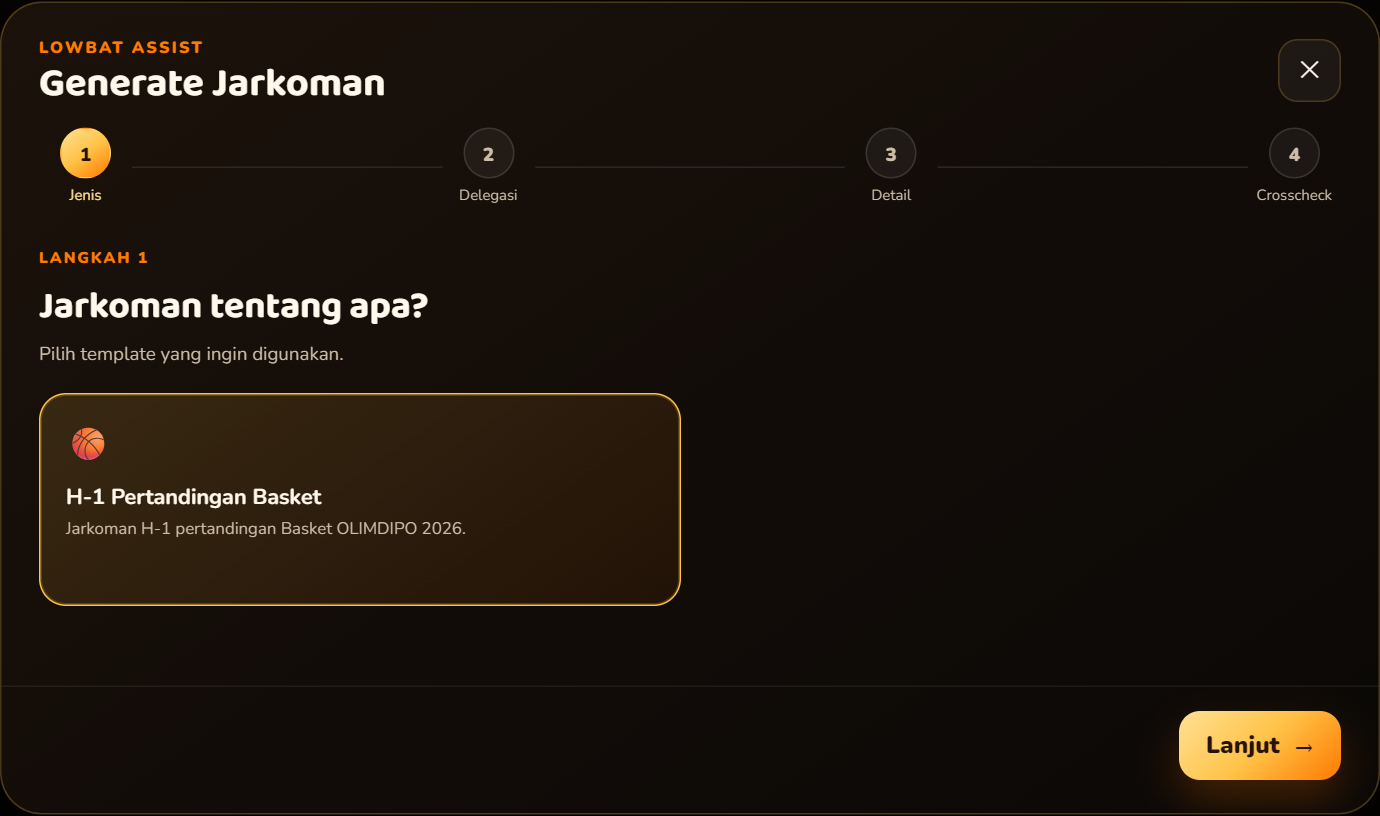 LOWBAT ASSIST
Generate Jarkoman
1
Jenis
2
Delegasi
3
Detail
4
Crosscheck
LANGKAH 1
Jarkoman tentang apa?
Pilih template yang ingin digunakan.
H-1 Pertandingan Basket
Jarkoman H-1 pertandingan Basket OLIMDIPO 2026.
Lanjut →